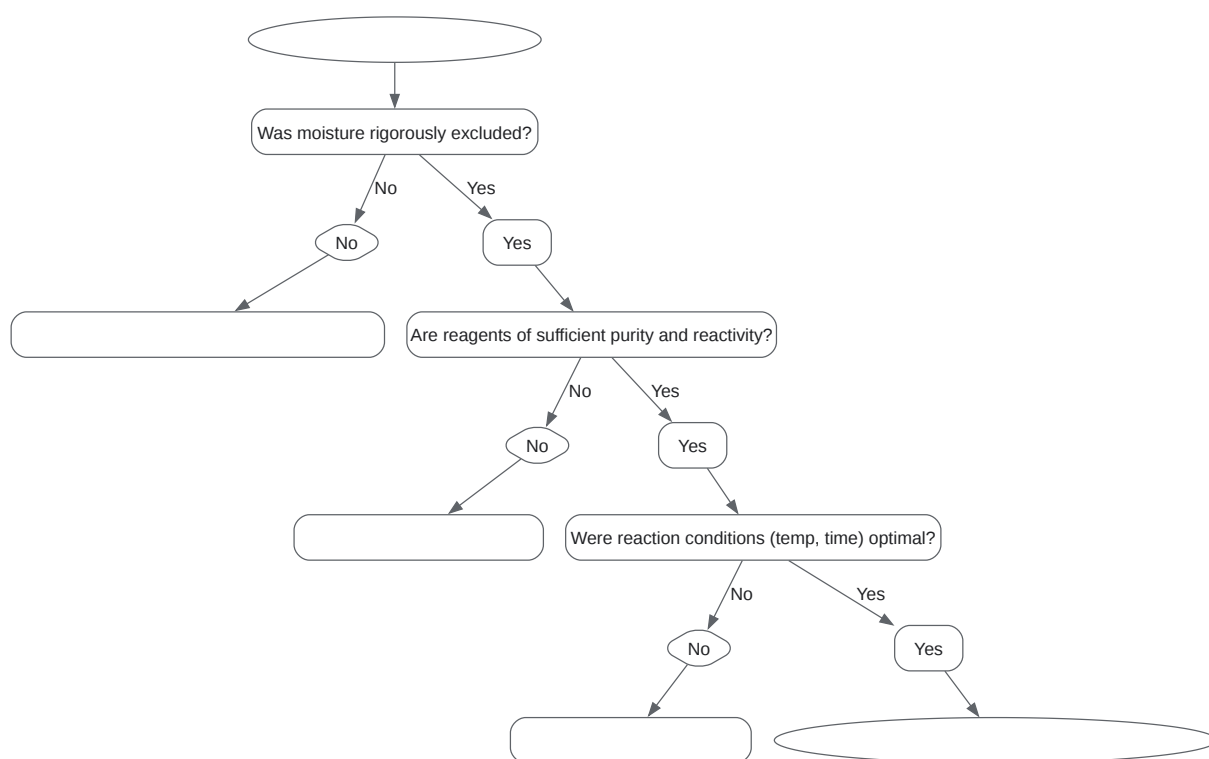 Was moisture rigorously excluded?
No
Yes
No
Yes
Are reagents of sufficient purity and reactivity?
No
Yes
No
Yes
Were reaction conditions (temp, time) optimal?
No
Yes
No
Yes